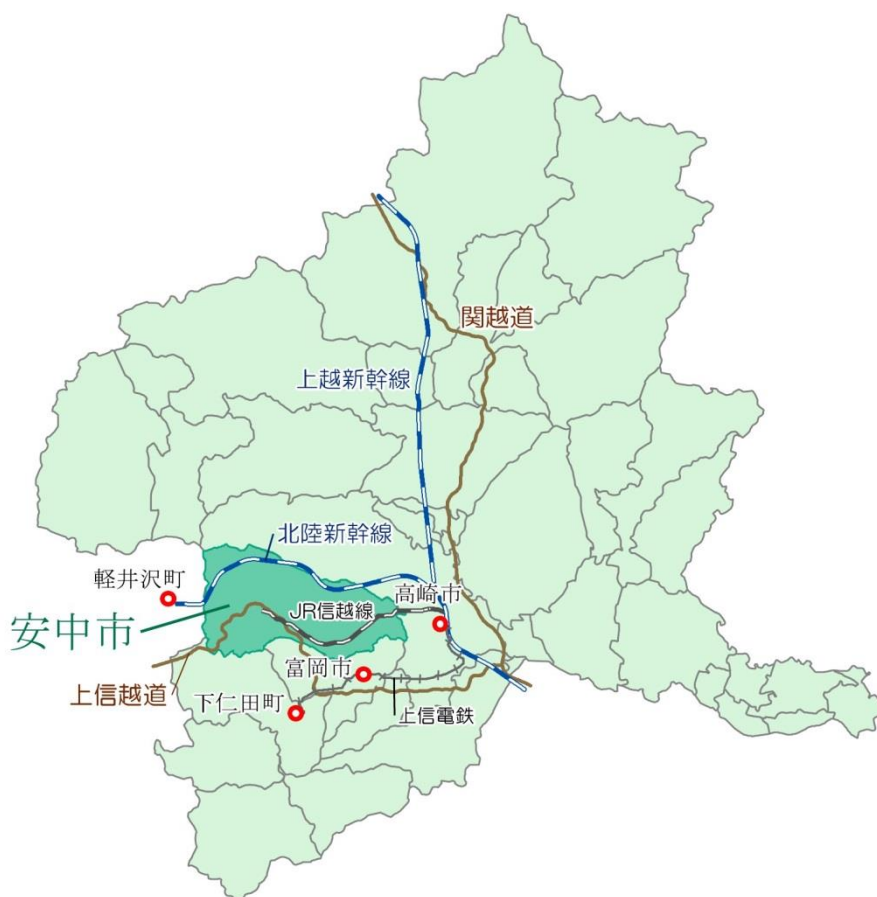 関越道
上越新幹線
北陸新幹線
軽井沢町
高崎市
JR信越線
安中市
富岡市
上信越道
下仁田町
上信電鉄